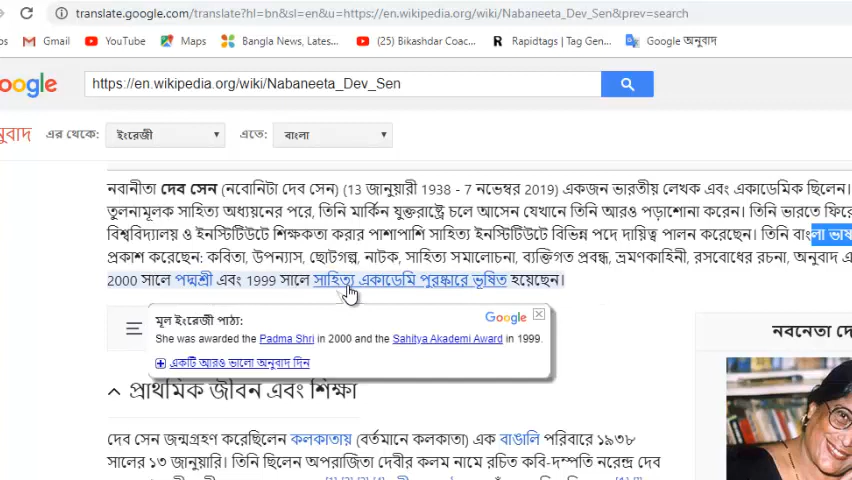 translate.google.com/translate?hl=bn&sl=en&u=https://en.wikipedia.org/wiki/Nabaneeta_Dev_Sen&prev=search
Gmail YouTube Maps Bangla News, Lates... (25) Bikashdar Coac... Rapidtags | Tag Gen... Google অনুবাদ
https://en.wikipedia.org/wiki/Nabaneeta_Dev_Sen
এর থেকে: ইংরেজী এতে: বাংলা
নবানীতা দেব সেন (নবোনিটা দেব সেন) (13 জানুয়ারী 1938 - 7 নভেম্বর 2019) একজন ভারতীয় লেখক এবং একাডেমিক ছিলেন।
তুলনামূলক সাহিত্য অধ্যয়নের পরে, তিনি মার্কিন যুক্তরাষ্ট্রে চলে আসেন যেখানে তিনি আরও পড়াশোনা করেন। তিনি ভারতে
বিশ্ববিদ্যালয় ও ইনস্টিটিউটে শিক্ষকতা করার পাশাপাশি সাহিত্য ইনস্টিটিউটে বিভিন্ন পদে দায়িত্ব পালন করেছেন। তিনি বাংলা
প্রকাশ করেছেন: কবিতা, উপন্যাস, ছোটগল্প, নাটক, সাহিত্য সমালোচনা, ব্যক্তিগত প্রবন্ধ, ভ্রমণকাহিনী, রসবোধের রচনা, অনুবাদ
2000 সালে পদ্মশ্রী এবং 1999 সালে সাহিত্য একাডেমি পুরষ্কারে ভূষিত হয়েছেন।
Google
মূল ইংরেজী পাঠ্য:
She was awarded the Padma Shri in 2000 and the Sahitya Akademi Award in 1999.
একটি আরও ভালো অনুবাদ দিন
নবনেতা
প্রাথমিক জীবন এবং শিক্ষা
দেব সেন জন্মগ্রহণ করেছিলেন কলকাতায় (বর্তমানে কলকাতা) এক বাঙালি পরিবারে ১৯৩৮
সালের ১৩ জানুয়ারি। তিনি ছিলেন অপরাজিতা দেবীর কলম নামে রচিত কবি-দম্পতি নরেন্দ্র দেব